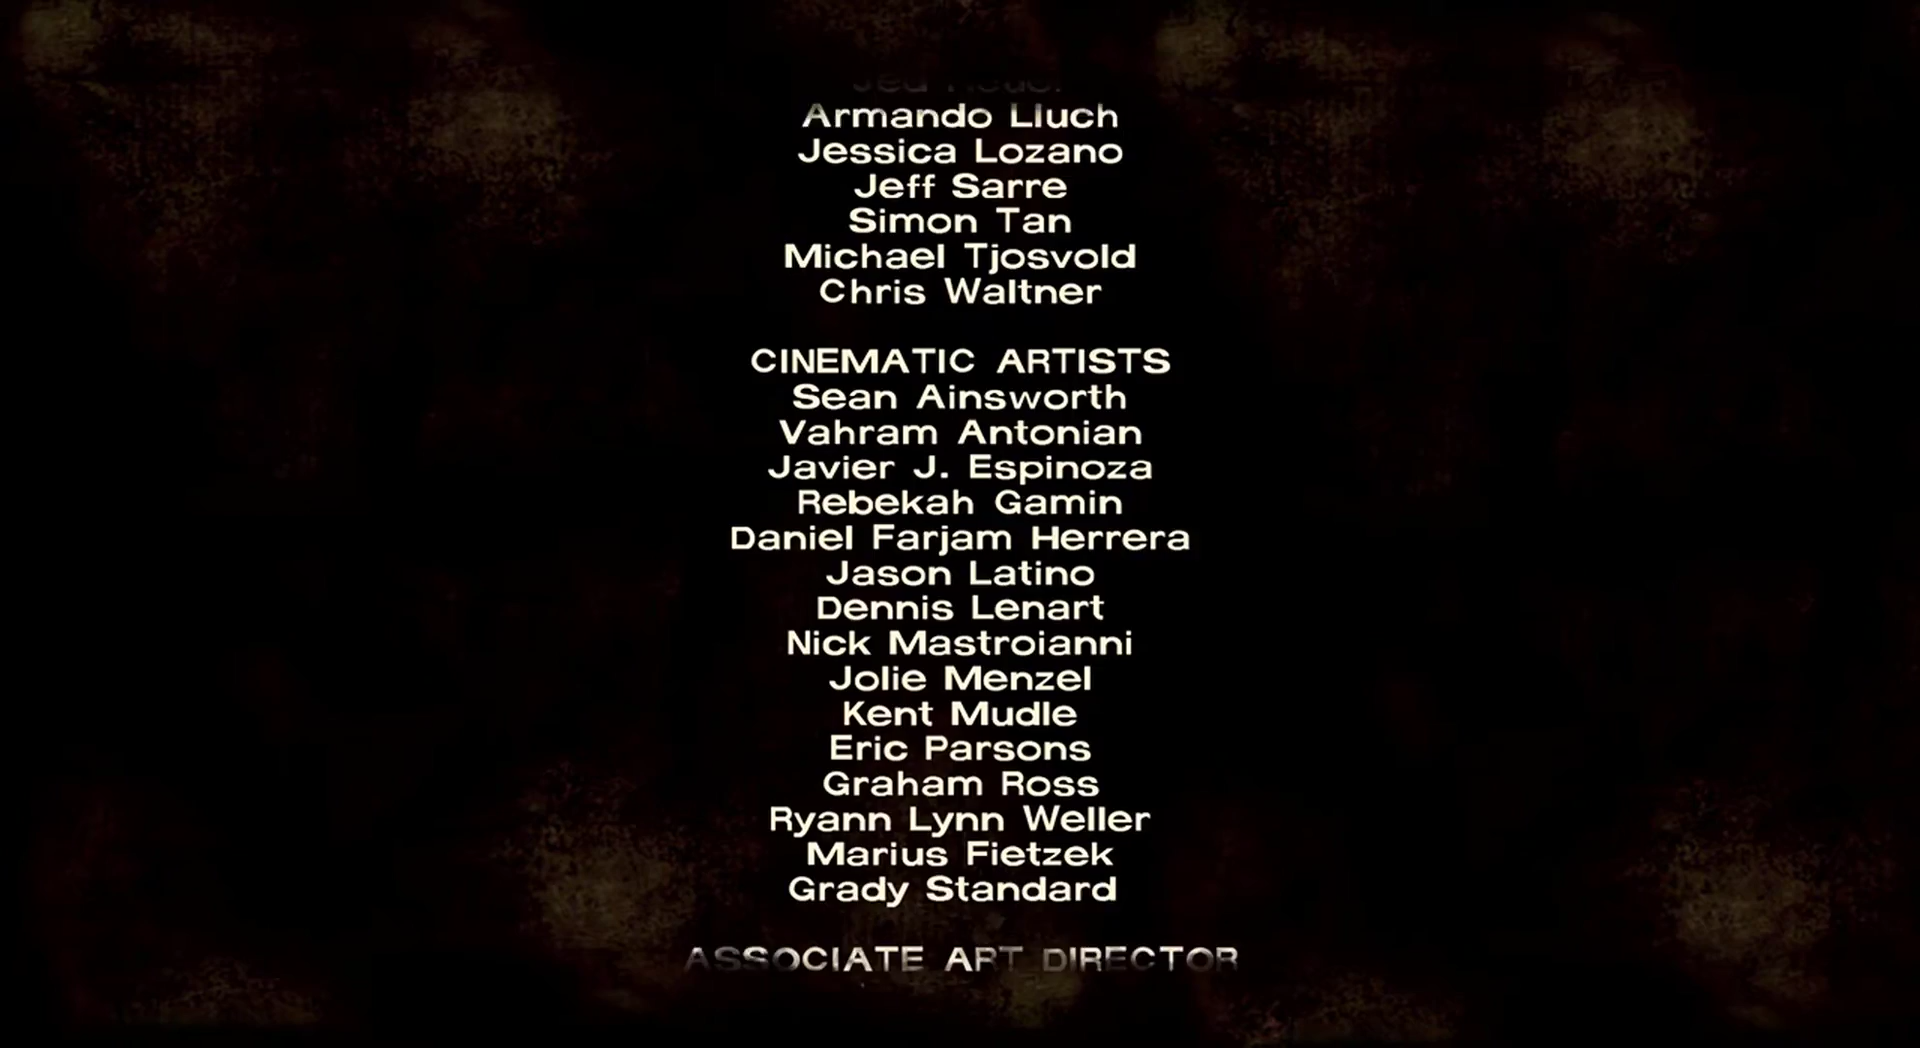 Armando Lluch
Jessica Lozano
Jeff Sarre
Simon Tan
Michael Tjosvold
Chris Waltner
CINEMATIC ARTISTS
Sean Ainsworth
Vahram Antonian
Javier J. Espinoza
Rebekah Gamin
Daniel Farjam Herrera
Jason Latino
Dennis Lenart
Nick Mastroianni
Jolie Menzel
Kent Mudle
Eric Parsons
Graham Ross
Ryann Lynn Weller
Marius Fietzek
Grady Standard
ASSOCIATE ART DIRECTOR